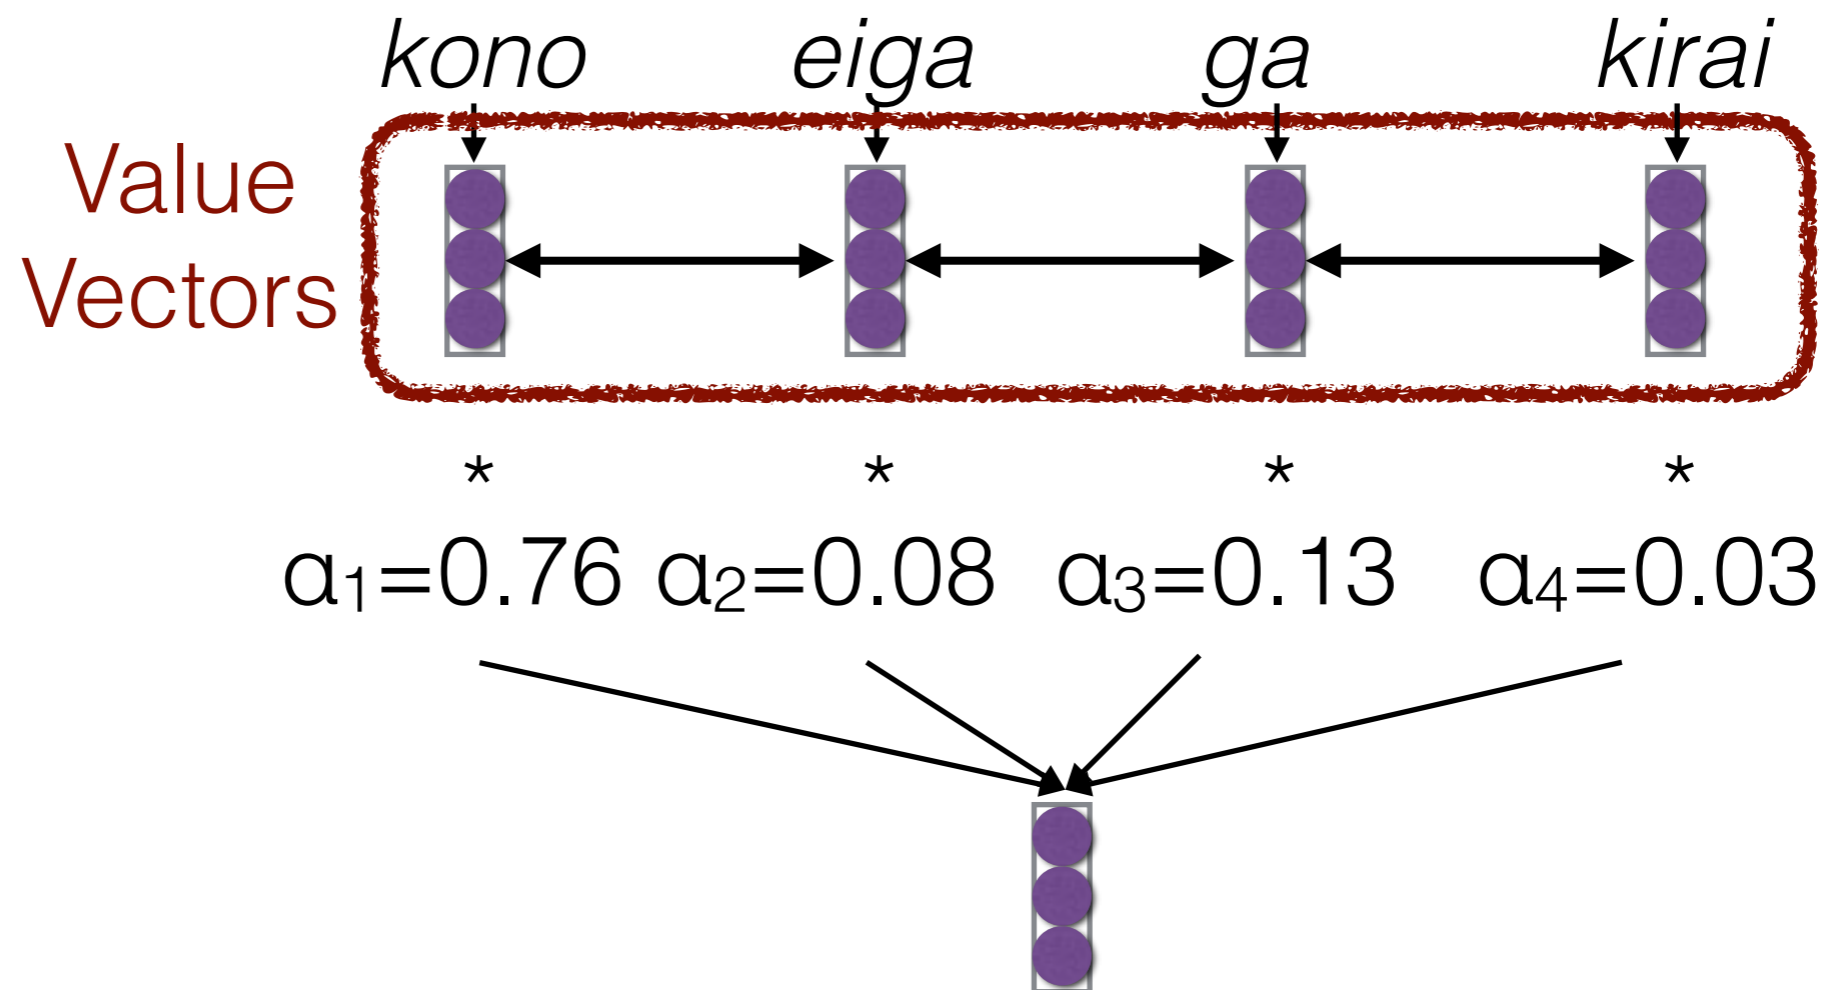 kono eiga ga kirai
Value
Vectors
* * * *
α₁=0.76 α₂=0.08 α₃=0.13 α₄=0.03